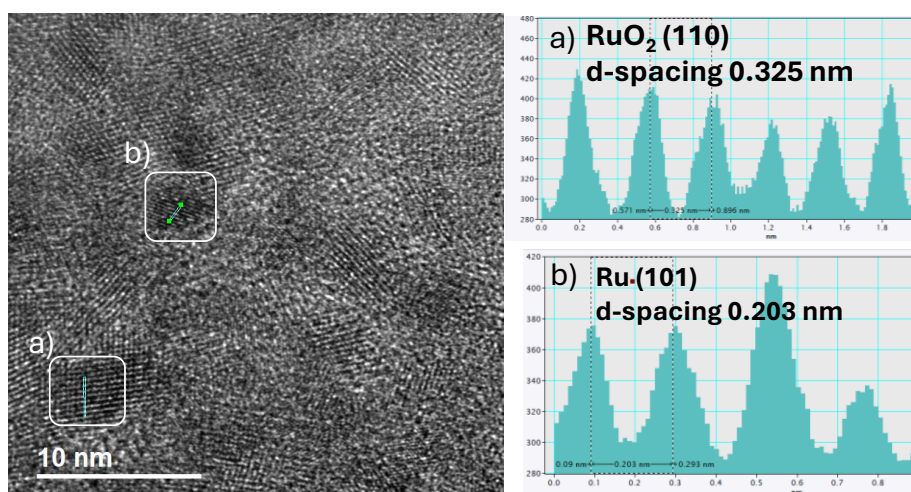 b)
a)
10 nm
a) RuO₂ (110)
d-spacing 0.325 nm
480
460
440
420
400
380
360
340
320
300
280
0.571 nm
0.325 nm
0.896 nm
0.0 0.2 0.4 0.6 0.8 1.0 1.2 1.4 1.6 1.8
nm
b) Ru.(101)
d-spacing 0.203 nm
420
400
380
360
340
320
300
280
0.09 nm
0.203 nm
0.293 nm
0.0 0.1 0.2 0.3 0.4 0.5 0.6 0.7 0.8